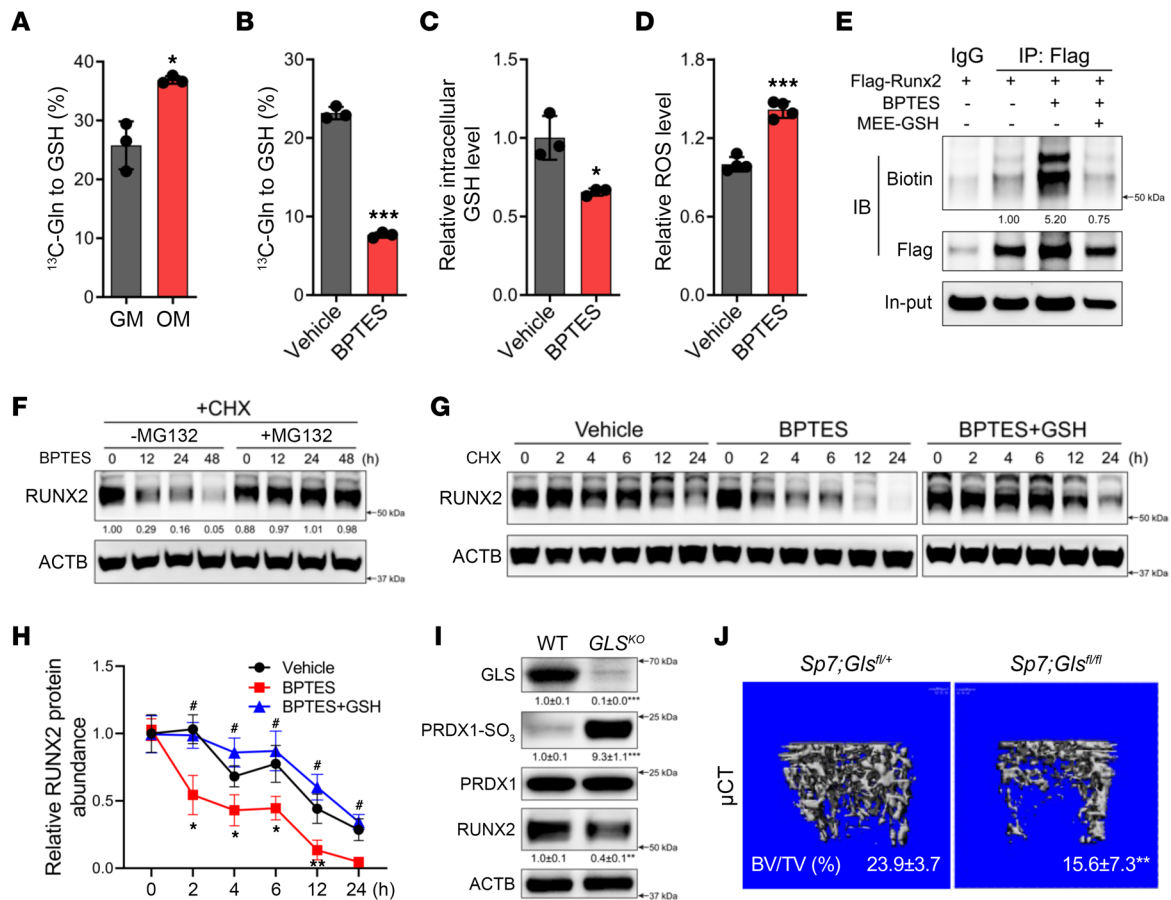 A
¹³C-Gln to GSH (%)
40
30
20
10
0
*
GM
OM
B
¹³C-Gln to GSH (%)
30
23
15
8
0
***
Vehicle
BPTES
C
Relative intracellular
GSH level
1.5
1.0
0.5
0.0
*
Vehicle
BPTES
D
Relative ROS level
1.8
1.4
0.9
0.5
0.0
***
Vehicle
BPTES
E
IgG IP: Flag
Flag-Runx2 + + + +
BPTES - - + +
MEE-GSH - - - +
IB
Biotin
←50 kDa
1.00 5.20 0.75
Flag
In-put
F
+CHX
-MG132 +MG132
BPTES 0 12 24 48 0 12 24 48 (h)
RUNX2
←50 kDa
1.00 0.29 0.16 0.05 0.88 0.97 1.01 0.98
ACTB
←37 kDa
G
Vehicle BPTES BPTES+GSH
CHX 0 2 4 6 12 24 0 2 4 6 12 24 0 2 4 6 12 24 (h)
RUNX2
←50 kDa
ACTB
←37 kDa
H
Relative RUNX2 protein
abundance
1.5
1.0
0.5
0.0
Vehicle
BPTES
BPTES+GSH
# # # # #
* * * **
0 2 4 6 12 24 (h)
I
WT GLSᴷᴼ
GLS
←70 kDa
1.0±0.1 0.1±0.0***
PRDX1-SO₃
←25 kDa
1.0±0.1 9.3±1.1***
PRDX1
←25 kDa
RUNX2
←50 kDa
1.0±0.1 0.4±0.1**
ACTB
←37 kDa
J
Sp7;Glsᶠˡ/⁺ Sp7;Glsᶠˡ/ᶠˡ
µCT
BV/TV (%) 23.9±3.7 15.6±7.3**